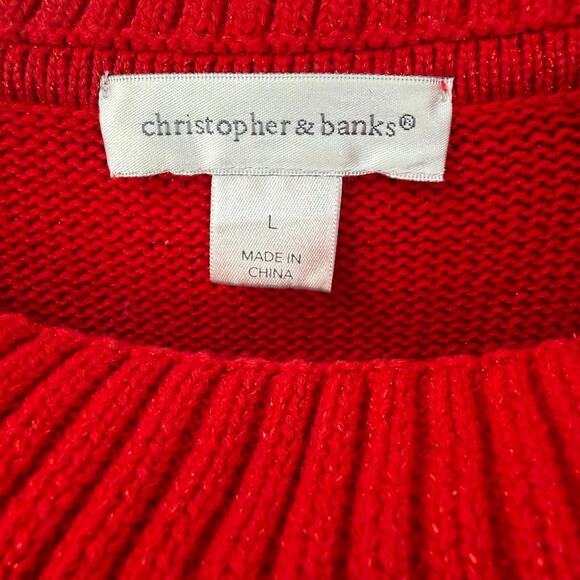 christopher & banks®
L
MADE IN
CHINA